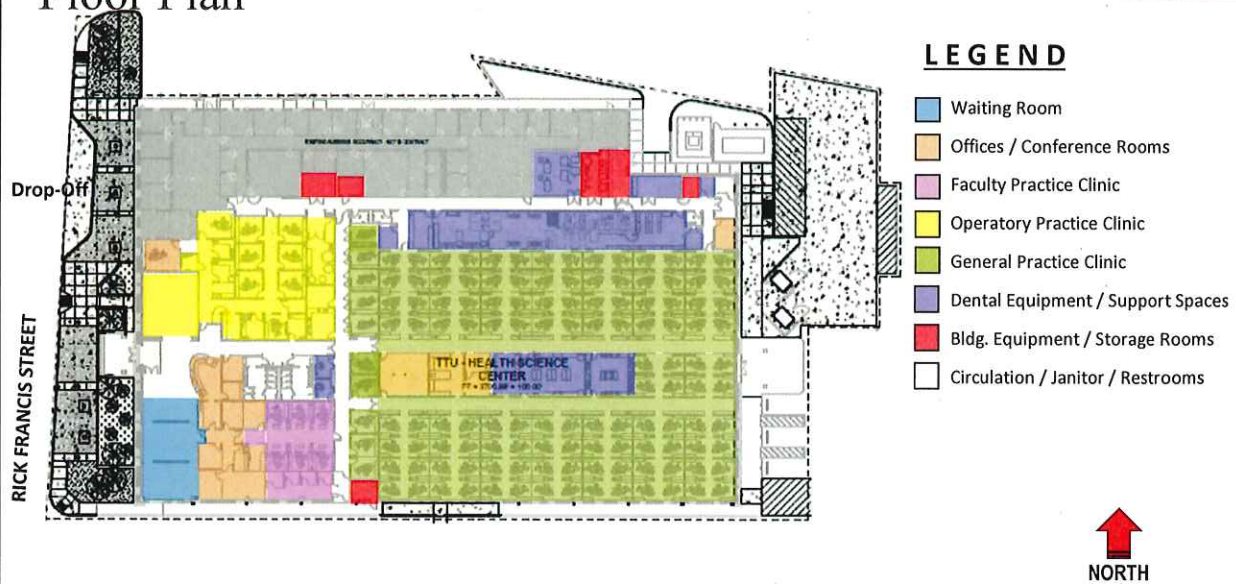 Floor Plan
LEGEND
Waiting Room
Offices / Conference Rooms
Faculty Practice Clinic
Operatory Practice Clinic
General Practice Clinic
Dental Equipment / Support Spaces
Bldg. Equipment / Storage Rooms
Circulation / Janitor / Restrooms
Drop-Off
RICK FRANCIS STREET
TTU - HEALTH SCIENCE
CENTER
NORTH